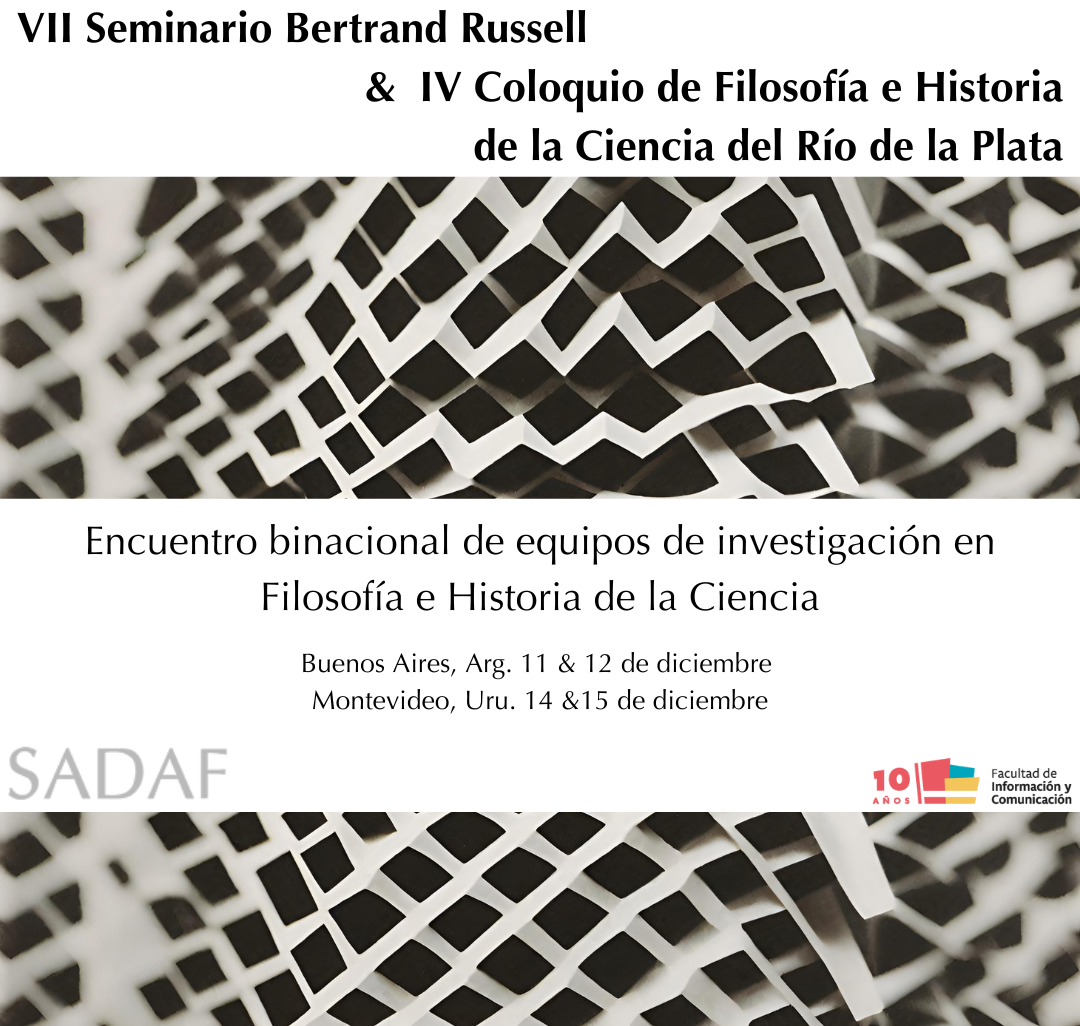 VII Seminario Bertrand Russell
& IV Coloquio de Filosofía e Historia
de la Ciencia del Río de la Plata
Encuentro binacional de equipos de investigación en
Filosofía e Historia de la Ciencia
Buenos Aires, Arg. 11 & 12 de diciembre
Montevideo, Uru. 14 &15 de diciembre
SADAF
10
AÑOS
Facultad de
Información y
Comunicación